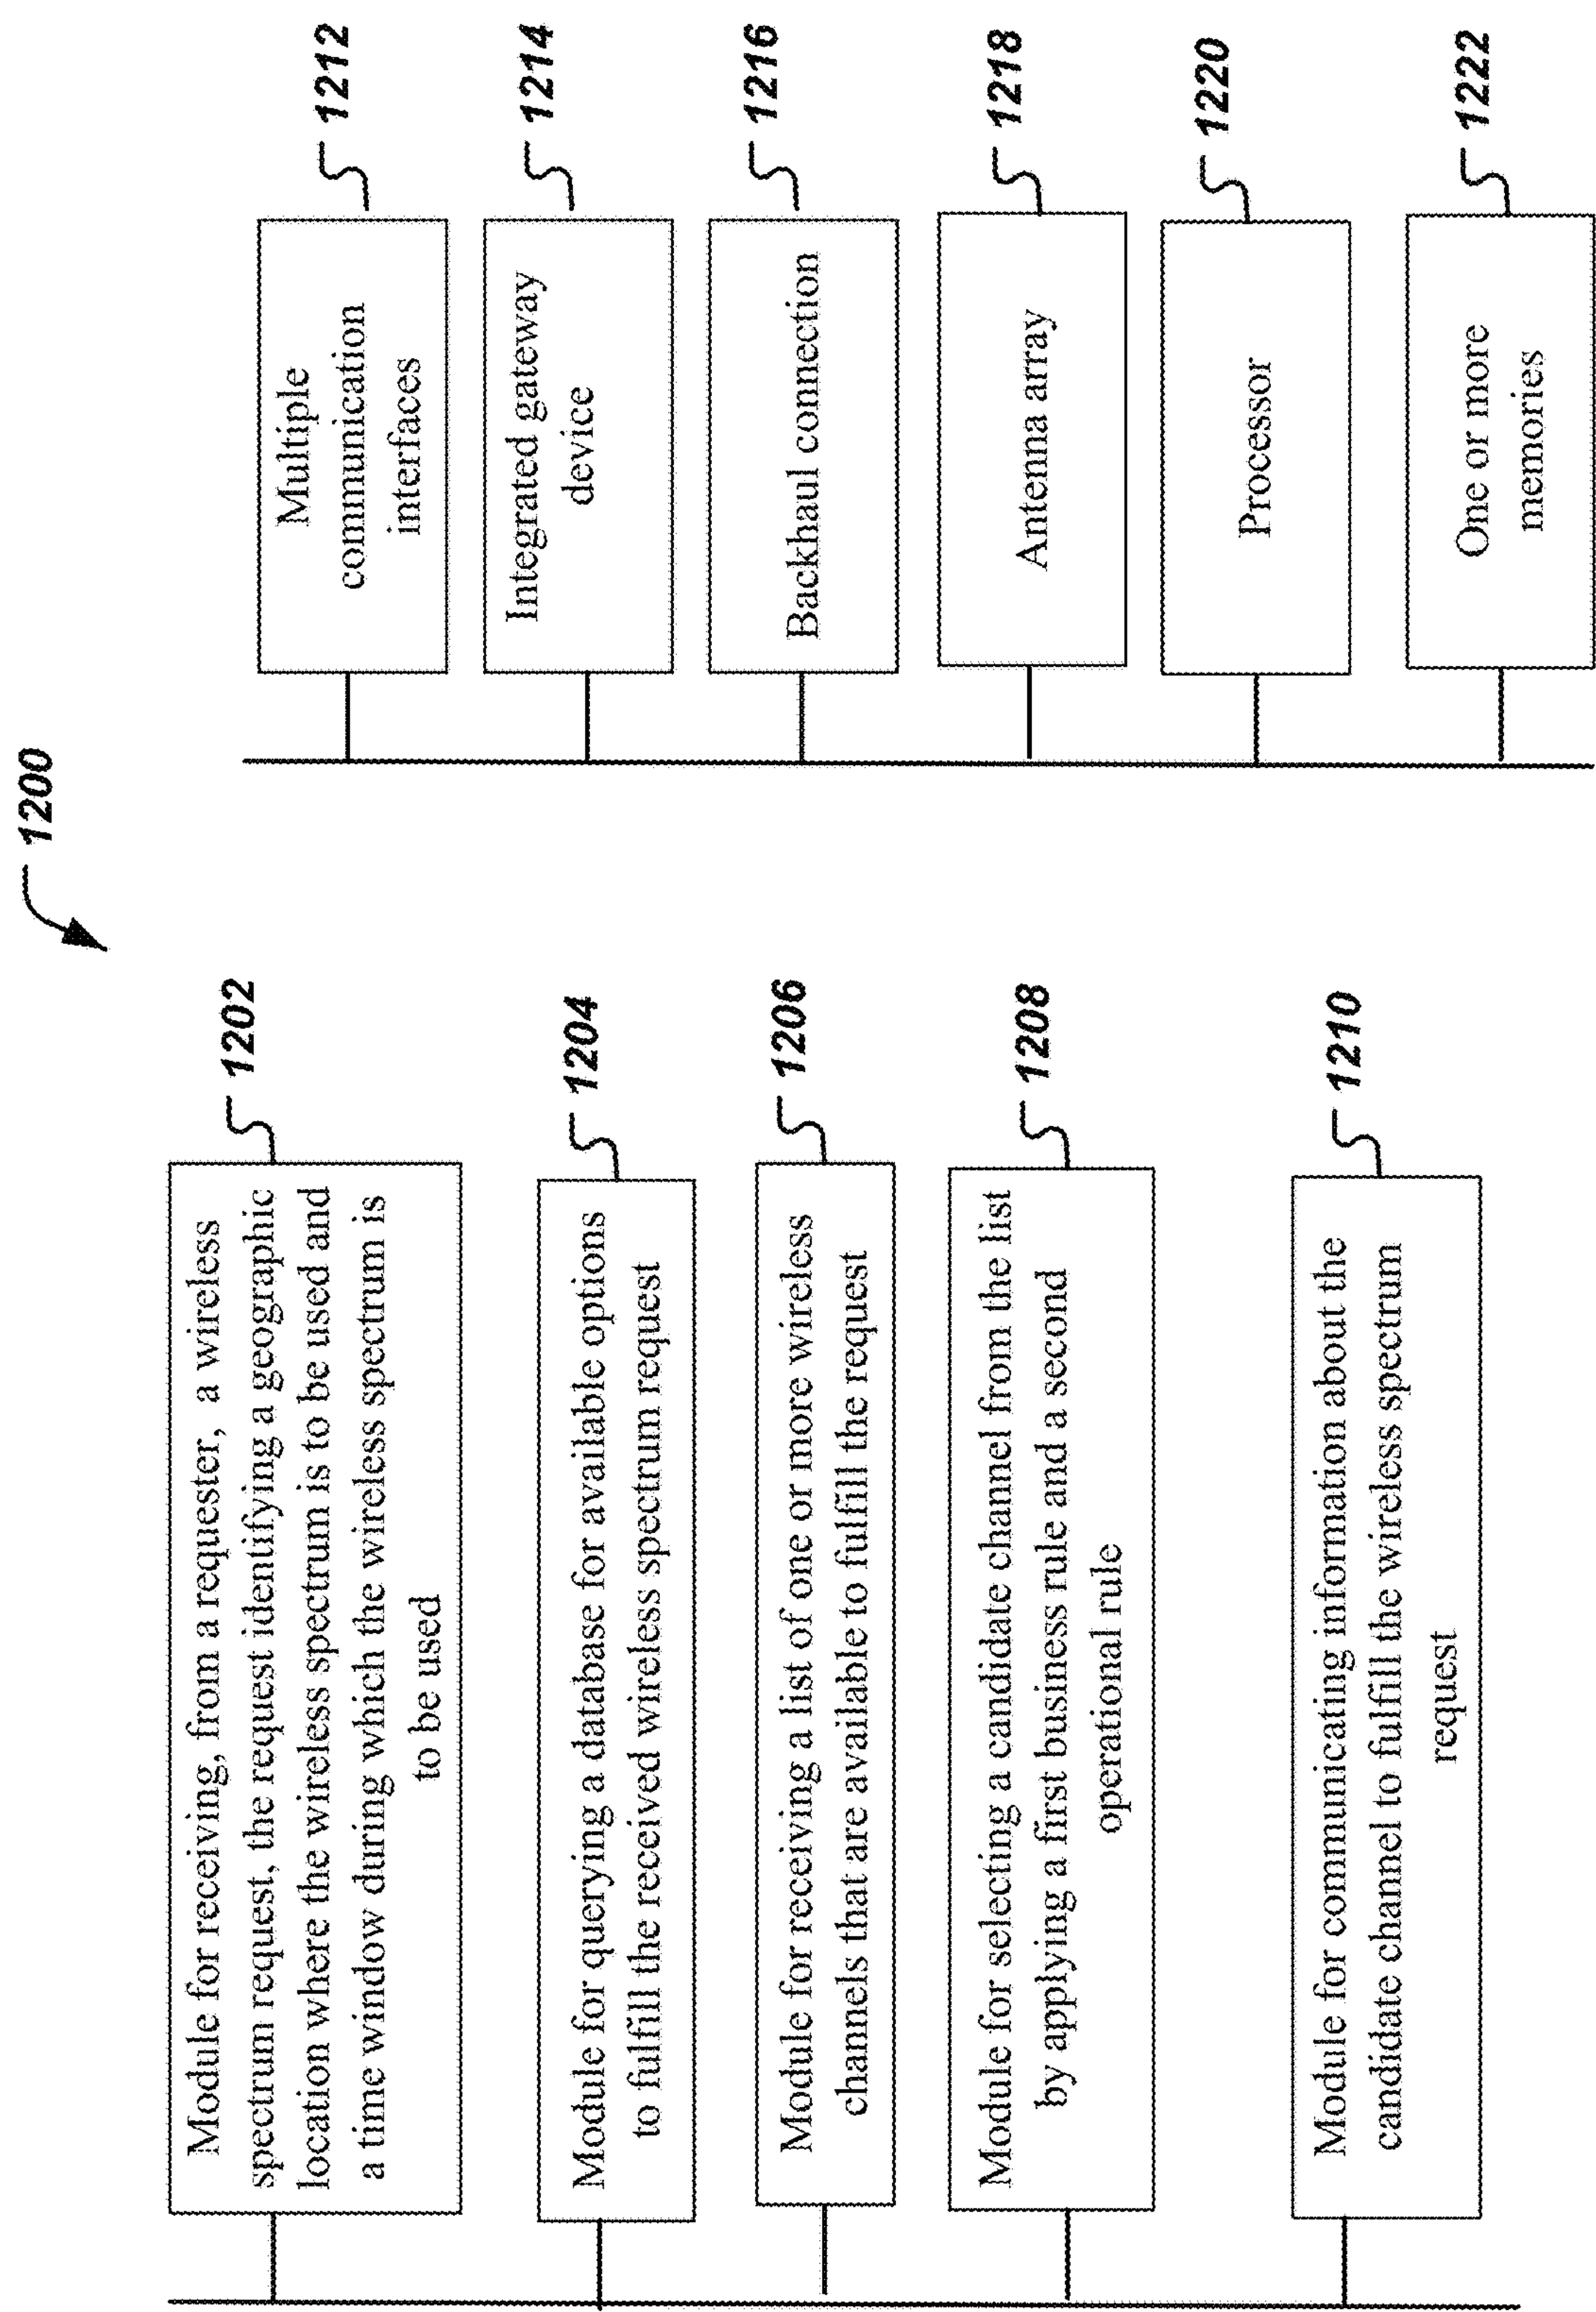 1200
Module for receiving, from a requester, a wireless
spectrum request, the request identifying a geographic
location where the wireless spectrum is to be used and
a time window during which the wireless spectrum is
to be used
1202
Module for querying a database for available options
to fulfill the received wireless spectrum request
1204
Module for receiving a list of one or more wireless
channels that are available to fulfill the request
1206
Module for selecting a candidate channel from the list
by applying a first business rule and a second
operational rule
1208
Module for communicating information about the
candidate channel to fulfill the wireless spectrum
request
1210
Multiple
communication
interfaces
1212
Integrated gateway
device
1214
Backhaul connection
1216
Antenna array
1218
Processor
1220
One or more
memories
1222